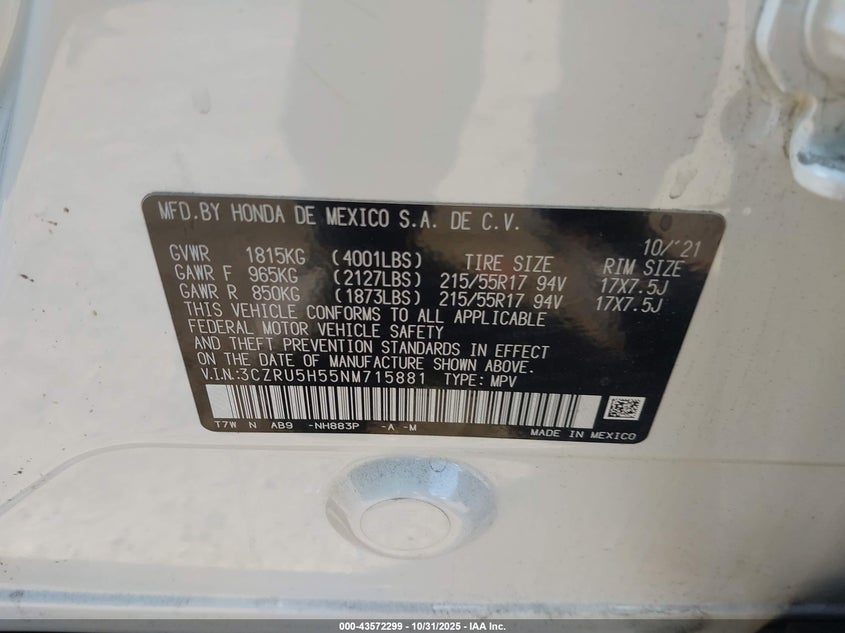 MFD.BY HONDA DE MEXICO S.A. DE C.V.
10/'21
GVWR 1815KG (4001LBS) TIRE SIZE RIM SIZE
GAWR F 965KG (2127LBS) 215/55R17 94V 17X7.5J
GAWR R 850KG (1873LBS) 215/55R17 94V 17X7.5J
THIS VEHICLE CONFORMS TO ALL APPLICABLE
FEDERAL MOTOR VEHICLE SAFETY
AND THEFT PREVENTION STANDARDS IN EFFECT
ON THE DATE OF MANUFACTURE SHOWN ABOVE.
V.I.N:3CZRU5H55NM715881 TYPE: MPV
T7W N AB9 -NH883P -A -M
MADE IN MEXICO
000-43572299 - 10/31/2025 - IAA Inc.